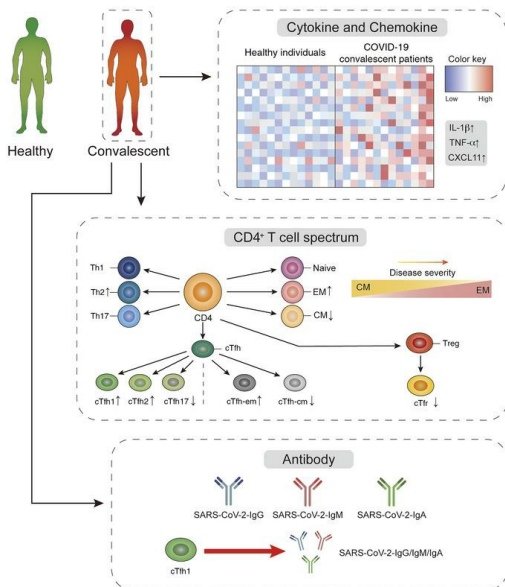 Healthy
Convalescent
Cytokine and Chemokine
Healthy individuals
COVID-19
convalescent patients
Color key
Low
High
IL-1β↑
TNF-α↑
CXCL11↑
CD4⁺ T cell spectrum
Th1
Th2↑
Th17
CD4
Naive
EM↑
CM↓
Disease severity
CM
EM
cTfh
Treg
cTfh1↑
cTfh2↑
cTfh17↓
cTfh-em↑
cTfh-cm↓
cTfr ↓
Antibody
SARS-CoV-2-IgG
SARS-CoV-2-IgM
SARS-CoV-2-IgA
cTfh1
SARS-CoV-2-IgG/IgM/IgA